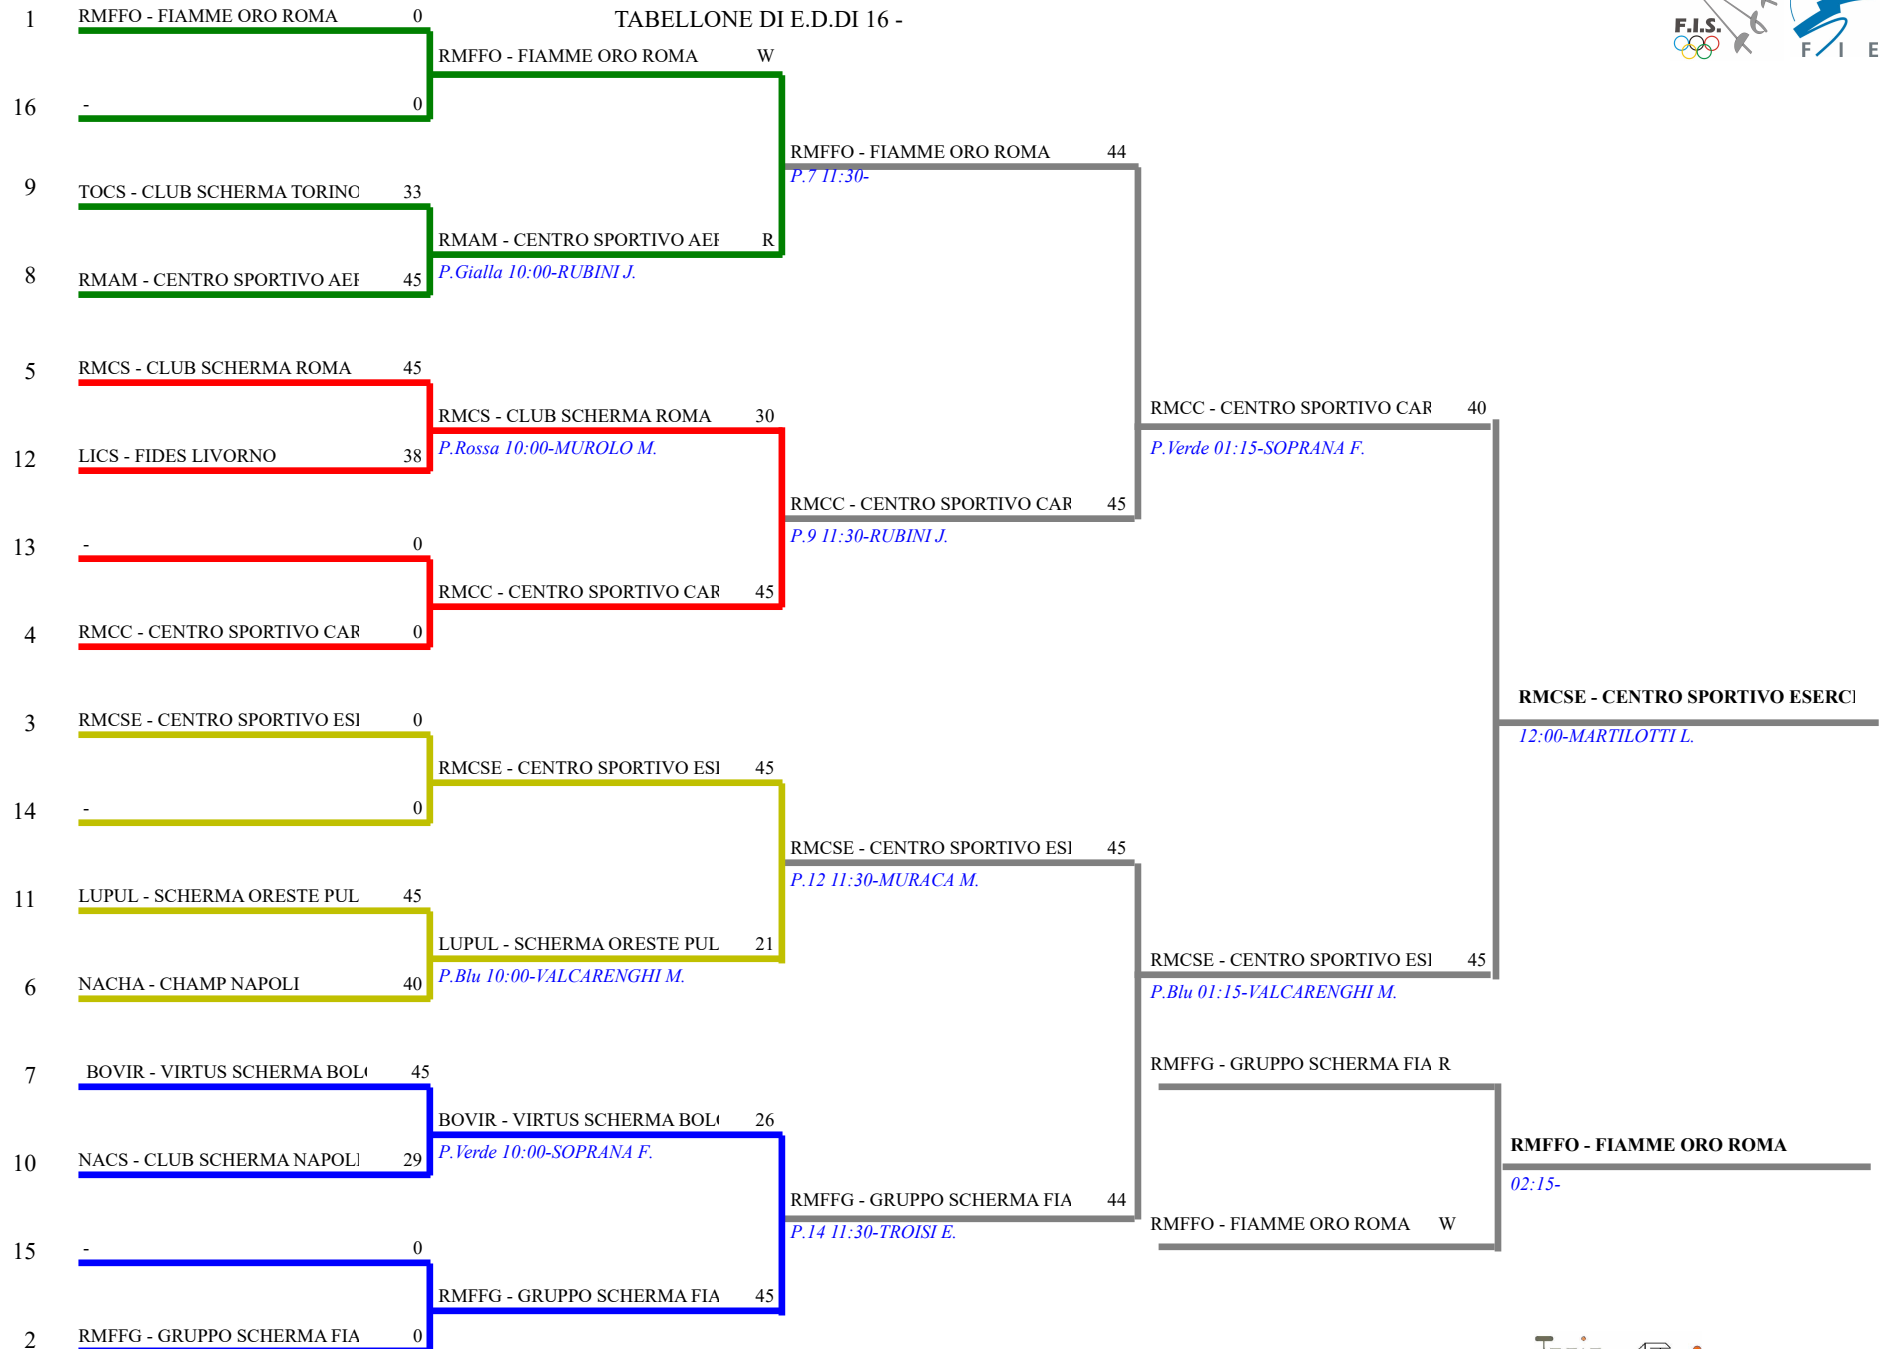 TABELLONE DI E.D.DI 16 -
F.I.S.
F I E
1 RMFFO - FIAMME ORO ROMA 0
RMFFO - FIAMME ORO ROMA W
16 - 0
RMFFO - FIAMME ORO ROMA 44
P.7 11:30-
9 TOCS - CLUB SCHERMA TORINO 33
RMAM - CENTRO SPORTIVO AER R
P.Gialla 10:00-RUBINI J.
8 RMAM - CENTRO SPORTIVO AER 45
5 RMCS - CLUB SCHERMA ROMA 45
RMCS - CLUB SCHERMA ROMA 30
P.Rossa 10:00-MUROLO M.
RMCC - CENTRO SPORTIVO CAR 40
P.Verde 01:15-SOPRANA F.
12 LICS - FIDES LIVORNO 38
RMCC - CENTRO SPORTIVO CAR 45
P.9 11:30-RUBINI J.
13 - 0
RMCC - CENTRO SPORTIVO CAR 45
4 RMCC - CENTRO SPORTIVO CAR 0
RMCSE - CENTRO SPORTIVO ESERCI
12:00-MARTILOTTI L.
3 RMCSE - CENTRO SPORTIVO ESI 0
RMCSE - CENTRO SPORTIVO ESI 45
14 - 0
RMCSE - CENTRO SPORTIVO ESI 45
P.12 11:30-MURACA M.
11 LUPUL - SCHERMA ORESTE PUL 45
LUPUL - SCHERMA ORESTE PUL 21
P.Blu 10:00-VALCARENGHI M.
RMCSE - CENTRO SPORTIVO ESI 45
P.Blu 01:15-VALCARENGHI M.
6 NACHA - CHAMP NAPOLI 40
RMFFG - GRUPPO SCHERMA FIA R
7 BOVIR - VIRTUS SCHERMA BOLO 45
BOVIR - VIRTUS SCHERMA BOLO 26
P.Verde 10:00-SOPRANA F.
RMFFO - FIAMME ORO ROMA
02:15-
10 NACS - CLUB SCHERMA NAPOLI 29
RMFFG - GRUPPO SCHERMA FIA 44
P.14 11:30-TROISI E.
RMFFO - FIAMME ORO ROMA W
15 - 0
RMFFG - GRUPPO SCHERMA FIA 45
2 RMFFG - GRUPPO SCHERMA FIA 0